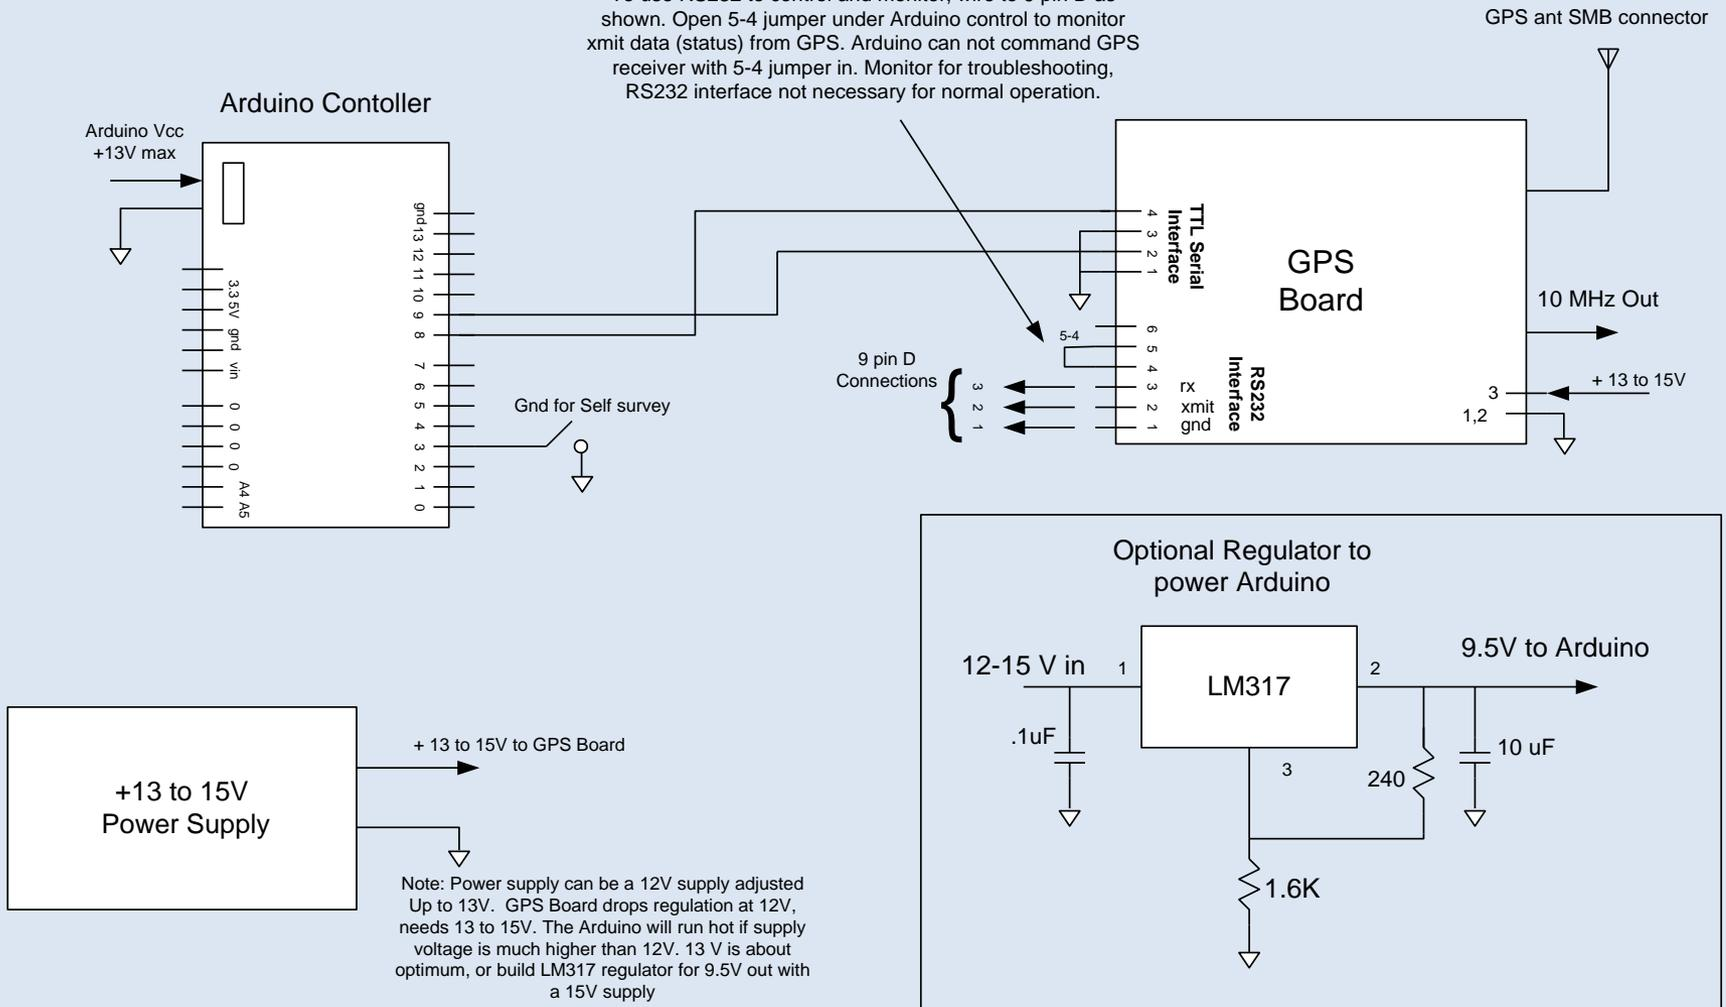 shown. Open 5-4 jumper under Arduino control to monitor
xmit data (status) from GPS. Arduino can not command GPS
receiver with 5-4 jumper in. Monitor for troubleshooting,
RS232 interface not necessary for normal operation.
GPS ant SMB connector
Arduino Contoller
Arduino Vcc
+13V max
gnd
13
12
11
10
9
8
7
6
5
4
3
2
1
0
3.3
5V
gnd
vin
0
0
0
0
A4
A5
Gnd for Self survey
4
3
2
1
TTL Serial
Interface
GPS
Board
10 MHz Out
6
5-4
5
4
3
rx
2
xmit
1
gnd
RS232
Interface
9 pin D
Connections
{
3
2
1
3
+ 13 to 15V
1,2
Optional Regulator to
power Arduino
12-15 V in
1
LM317
2
9.5V to Arduino
.1uF
3
240
10 uF
1.6K
+13 to 15V
Power Supply
+ 13 to 15V to GPS Board
Note: Power supply can be a 12V supply adjusted
Up to 13V. GPS Board drops regulation at 12V,
needs 13 to 15V. The Arduino will run hot if supply
voltage is much higher than 12V. 13 V is about
optimum, or build LM317 regulator for 9.5V out with
a 15V supply